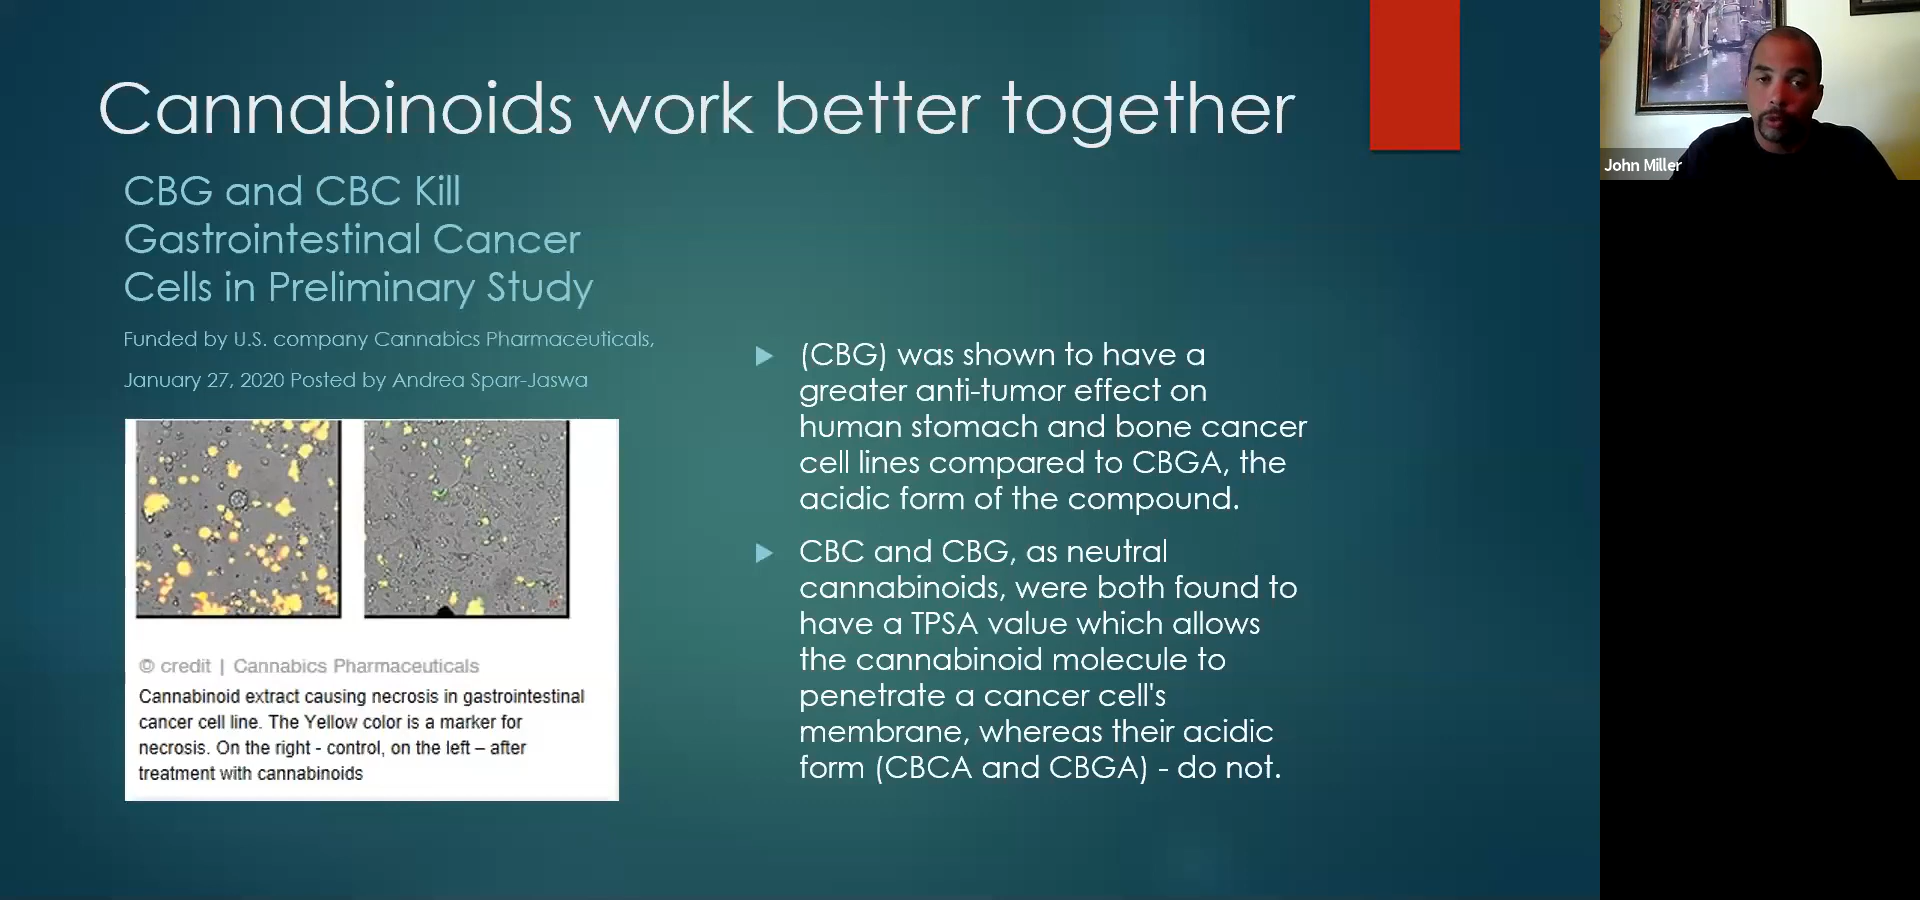 Cannabinoids work better together
CBG and CBC Kill
Gastrointestinal Cancer
Cells in Preliminary Study
Funded by U.S. company Cannabics Pharmaceuticals,
January 27, 2020 Posted by Andrea Sparr-Jaswa
© credit | Cannabics Pharmaceuticals
Cannabinoid extract causing necrosis in gastrointestinal
cancer cell line. The Yellow color is a marker for
necrosis. On the right - control, on the left – after
treatment with cannabinoids
(CBG) was shown to have a
greater anti-tumor effect on
human stomach and bone cancer
cell lines compared to CBGA, the
acidic form of the compound.
CBC and CBG, as neutral
cannabinoids, were both found to
have a TPSA value which allows
the cannabinoid molecule to
penetrate a cancer cell's
membrane, whereas their acidic
form (CBCA and CBGA) - do not.
John Miller